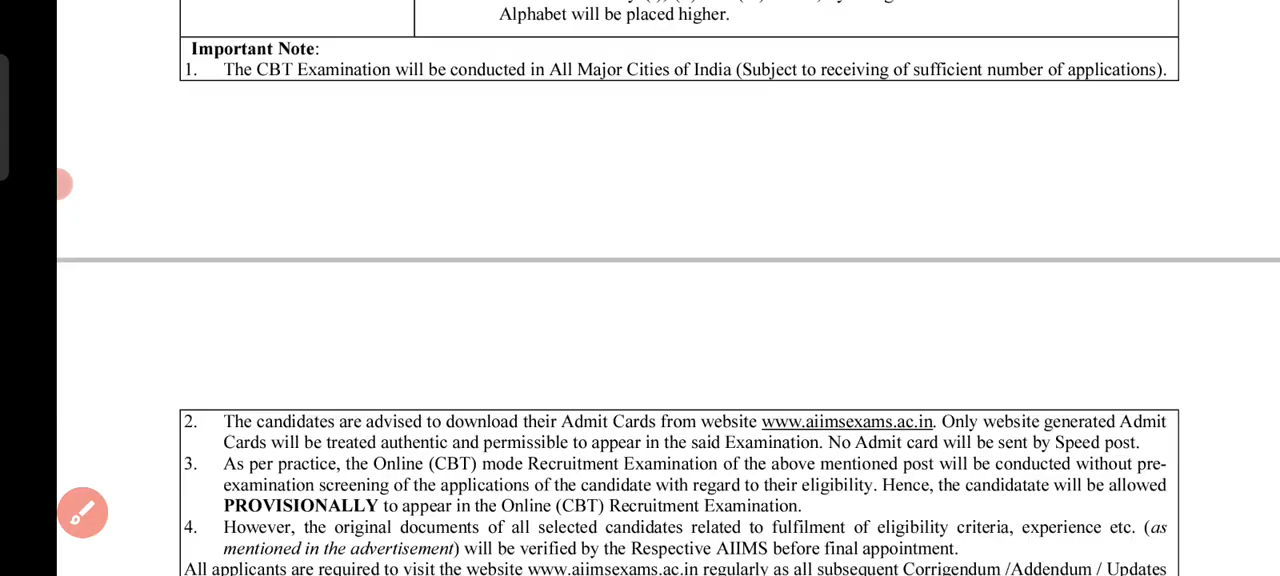 Alphabet will be placed higher.
Important Note:
1. The CBT Examination will be conducted in All Major Cities of India (Subject to receiving of sufficient number of applications).
2. The candidates are advised to download their Admit Cards from website www.aiimsexams.ac.in. Only website generated Admit
Cards will be treated authentic and permissible to appear in the said Examination. No Admit card will be sent by Speed post.
3. As per practice, the Online (CBT) mode Recruitment Examination of the above mentioned post will be conducted without pre-
examination screening of the applications of the candidate with regard to their eligibility. Hence, the candidatate will be allowed
PROVISIONALLY to appear in the Online (CBT) Recruitment Examination.
4. However, the original documents of all selected candidates related to fulfilment of eligibility criteria, experience etc. (as
mentioned in the advertisement) will be verified by the Respective AIIMS before final appointment.
All applicants are required to visit the website www.aiimsexams.ac.in regularly as all subsequent Corrigendum /Addendum / Updates